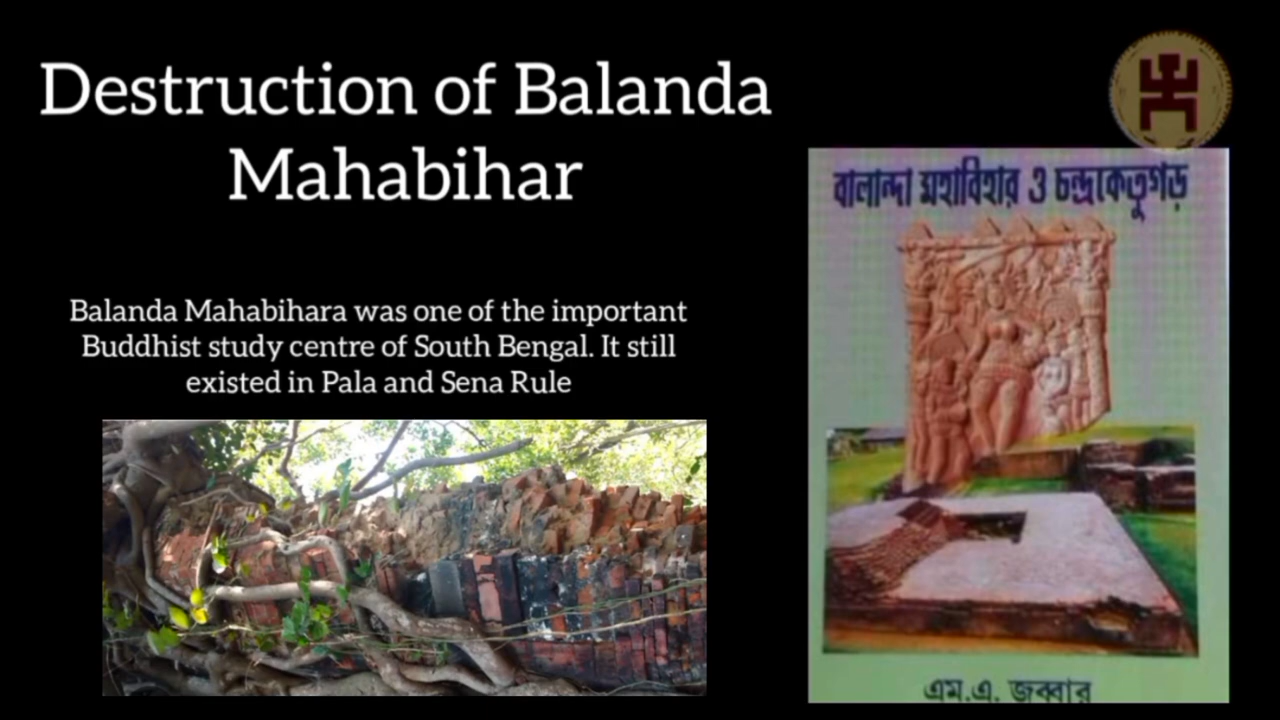 Destruction of Balanda
Mahabihar
Balanda Mahabihara was one of the important
Buddhist study centre of South Bengal. It still
existed in Pala and Sena Rule
বালান্দা মহাবিহার ও চন্দ্রকেতুগড়
এম.এ. জব্বার